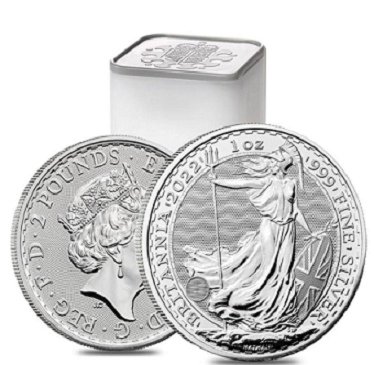 REG · F · D · 2 POUNDS · E
D · G ·
BRITANNIA · 2022 // 1 OZ · 999 · FINE · SILVER